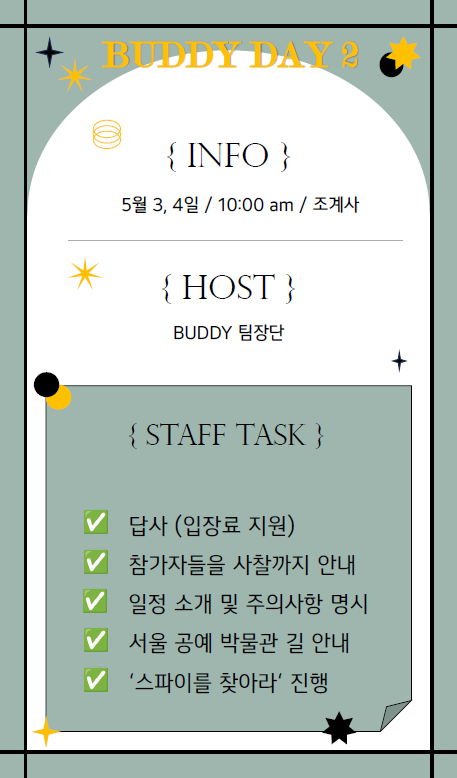 BUDDY DAY 2
{ INFO }
5월 3, 4일 / 10:00 am / 조계사
{ HOST }
BUDDY 팀장단
{ STAFF TASK }
✅ 답사 (입장료 지원)
✅ 참가자들을 사찰까지 안내
✅ 일정 소개 및 주의사항 명시
✅ 서울 공예 박물관 길 안내
✅ ‘스파이를 찾아라‘ 진행